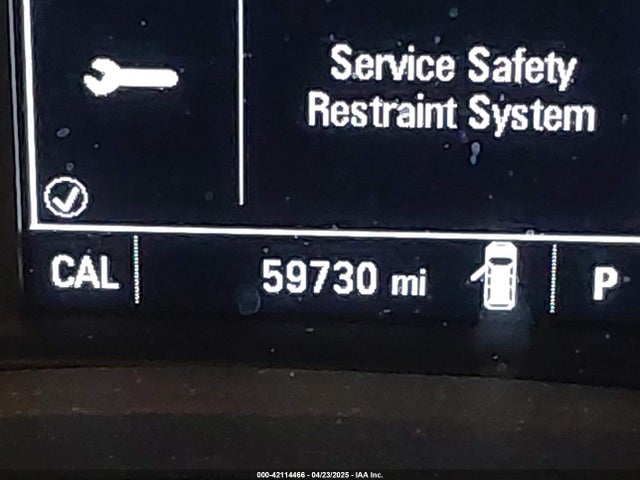 Service Safety
Restraint System
CAL 59730 mi P
000-42114466 - 04/23/2025 - IAA Inc.